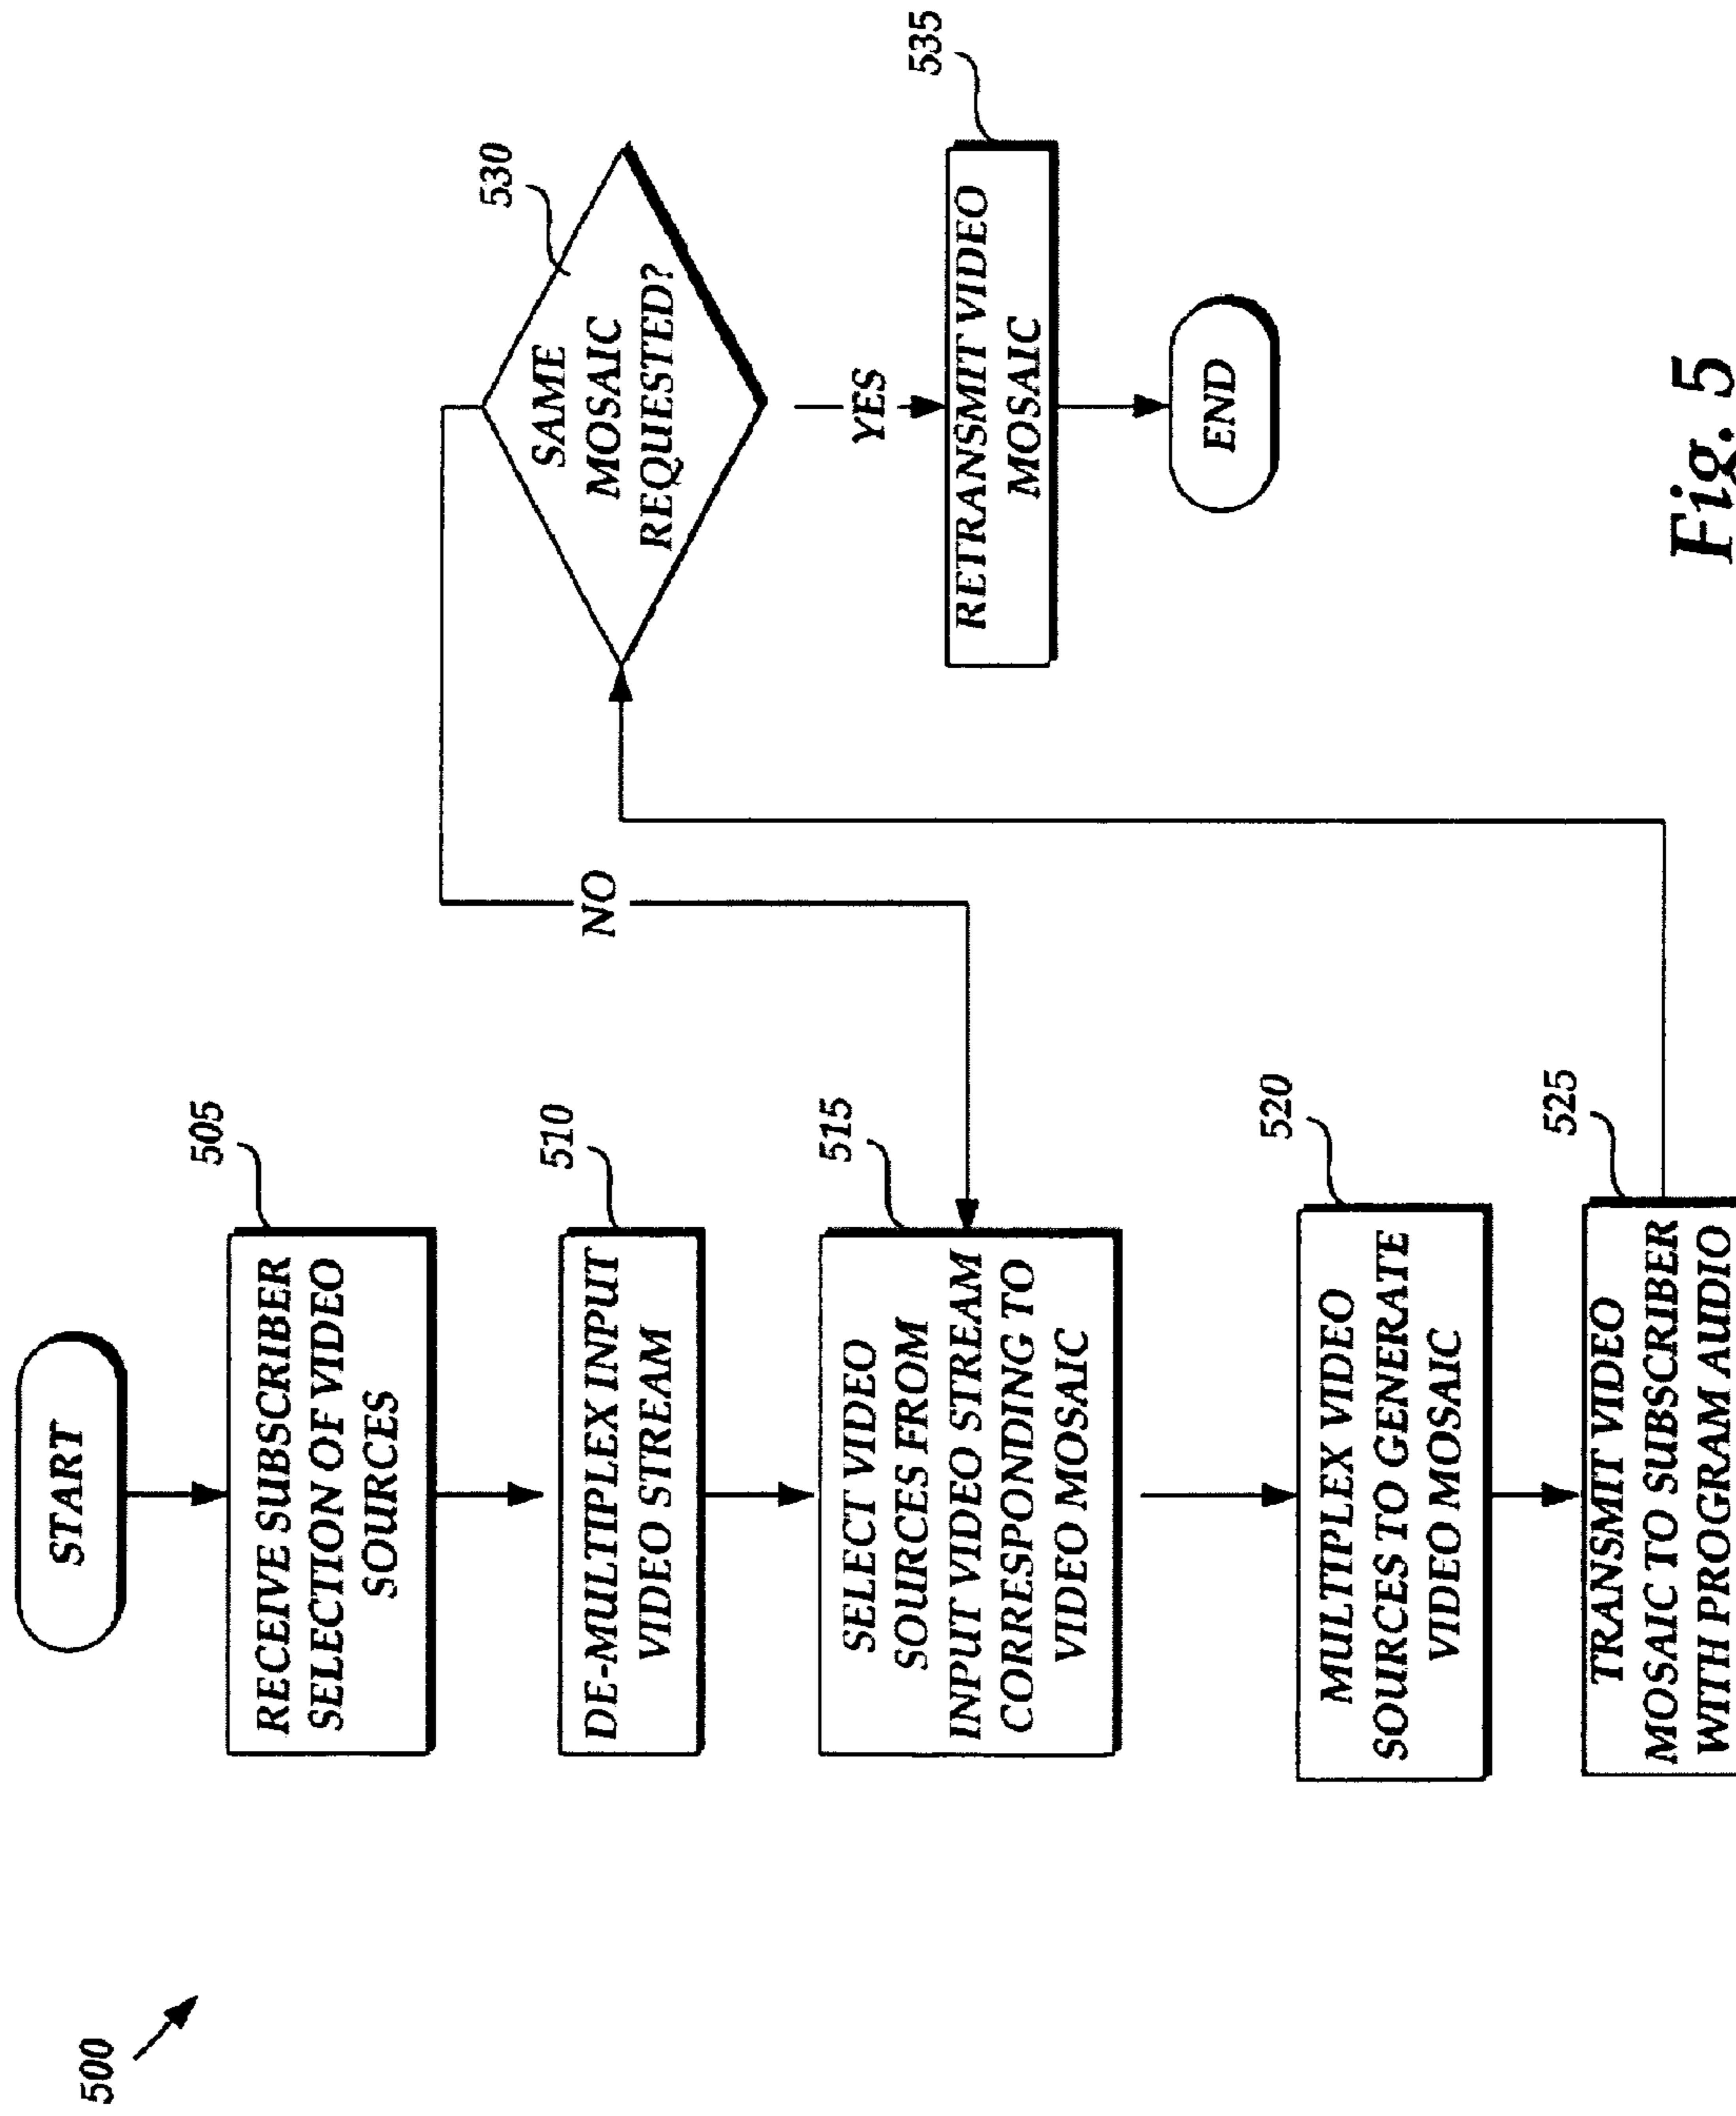 500
START
505
RECEIVE SUBSCRIBER
SELECTION OF VIDEO
SOURCES
510
DE-MULTIPLEX INPUT
VIDEO STREAM
515
SELECT VIDEO
SOURCES FROM
INPUT VIDEO STREAM
CORRESPONDING TO
VIDEO MOSAIC
520
MULTIPLEX VIDEO
SOURCES TO GENERATE
VIDEO MOSAIC
525
TRANSMIT VIDEO
MOSAIC TO SUBSCRIBER
WITH PROGRAM AUDIO
NO
530
SAME
MOSAIC
REQUESTED?
YES
535
RETRANSMIT VIDEO
MOSAIC
END
Fig. 5